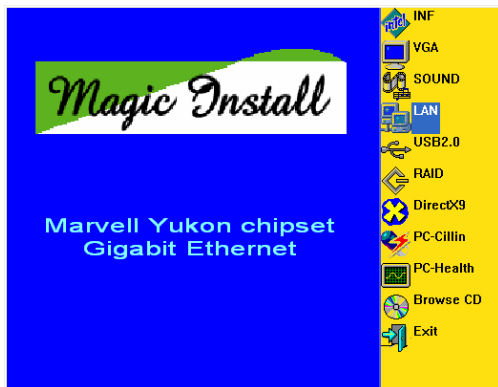 Magic Install
Marvell Yukon chipset
Gigabit Ethernet
intel
INF
VGA
SOUND
LAN
USB2.0
RAID
DirectX9
PC-Cillin
PC-Health
Browse CD
Exit